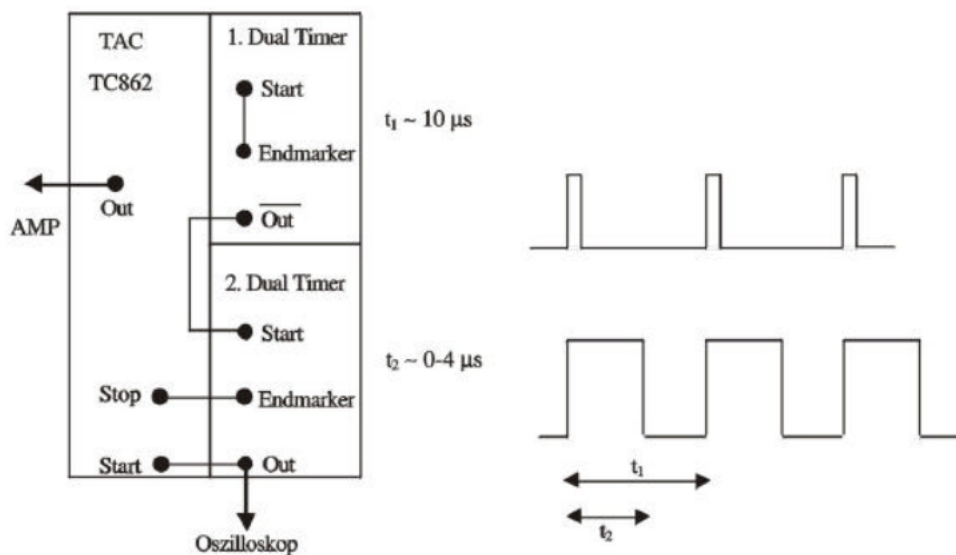 TAC
TC862
1. Dual Timer
Start
Endmarker
Out
Out
AMP
2. Dual Timer
Start
Stop
Endmarker
Start
Out
Oszilloskop
t₁ ~ 10 µs
t₂ ~ 0-4 µs
t₁
t₂